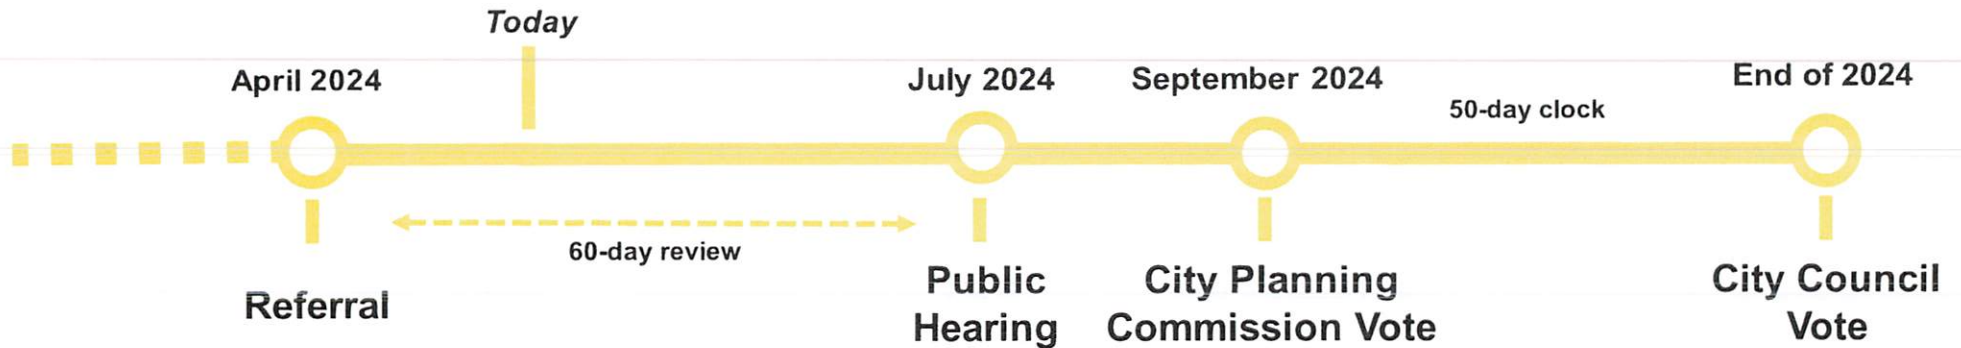 Today
April 2024
July 2024
September 2024
End of 2024
50-day clock
60-day review
Referral
Public
Hearing
City Planning
Commission Vote
City Council
Vote